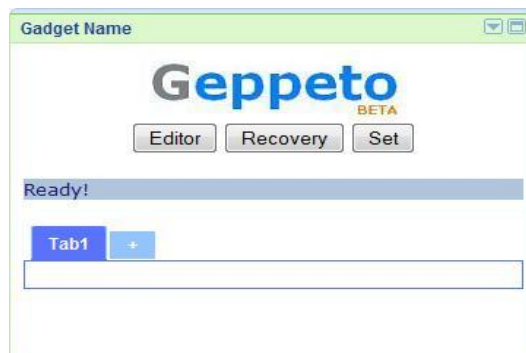 Gadget Name
Geppeto
BETA
Editor Recovery Set
Ready!
Tab1 +